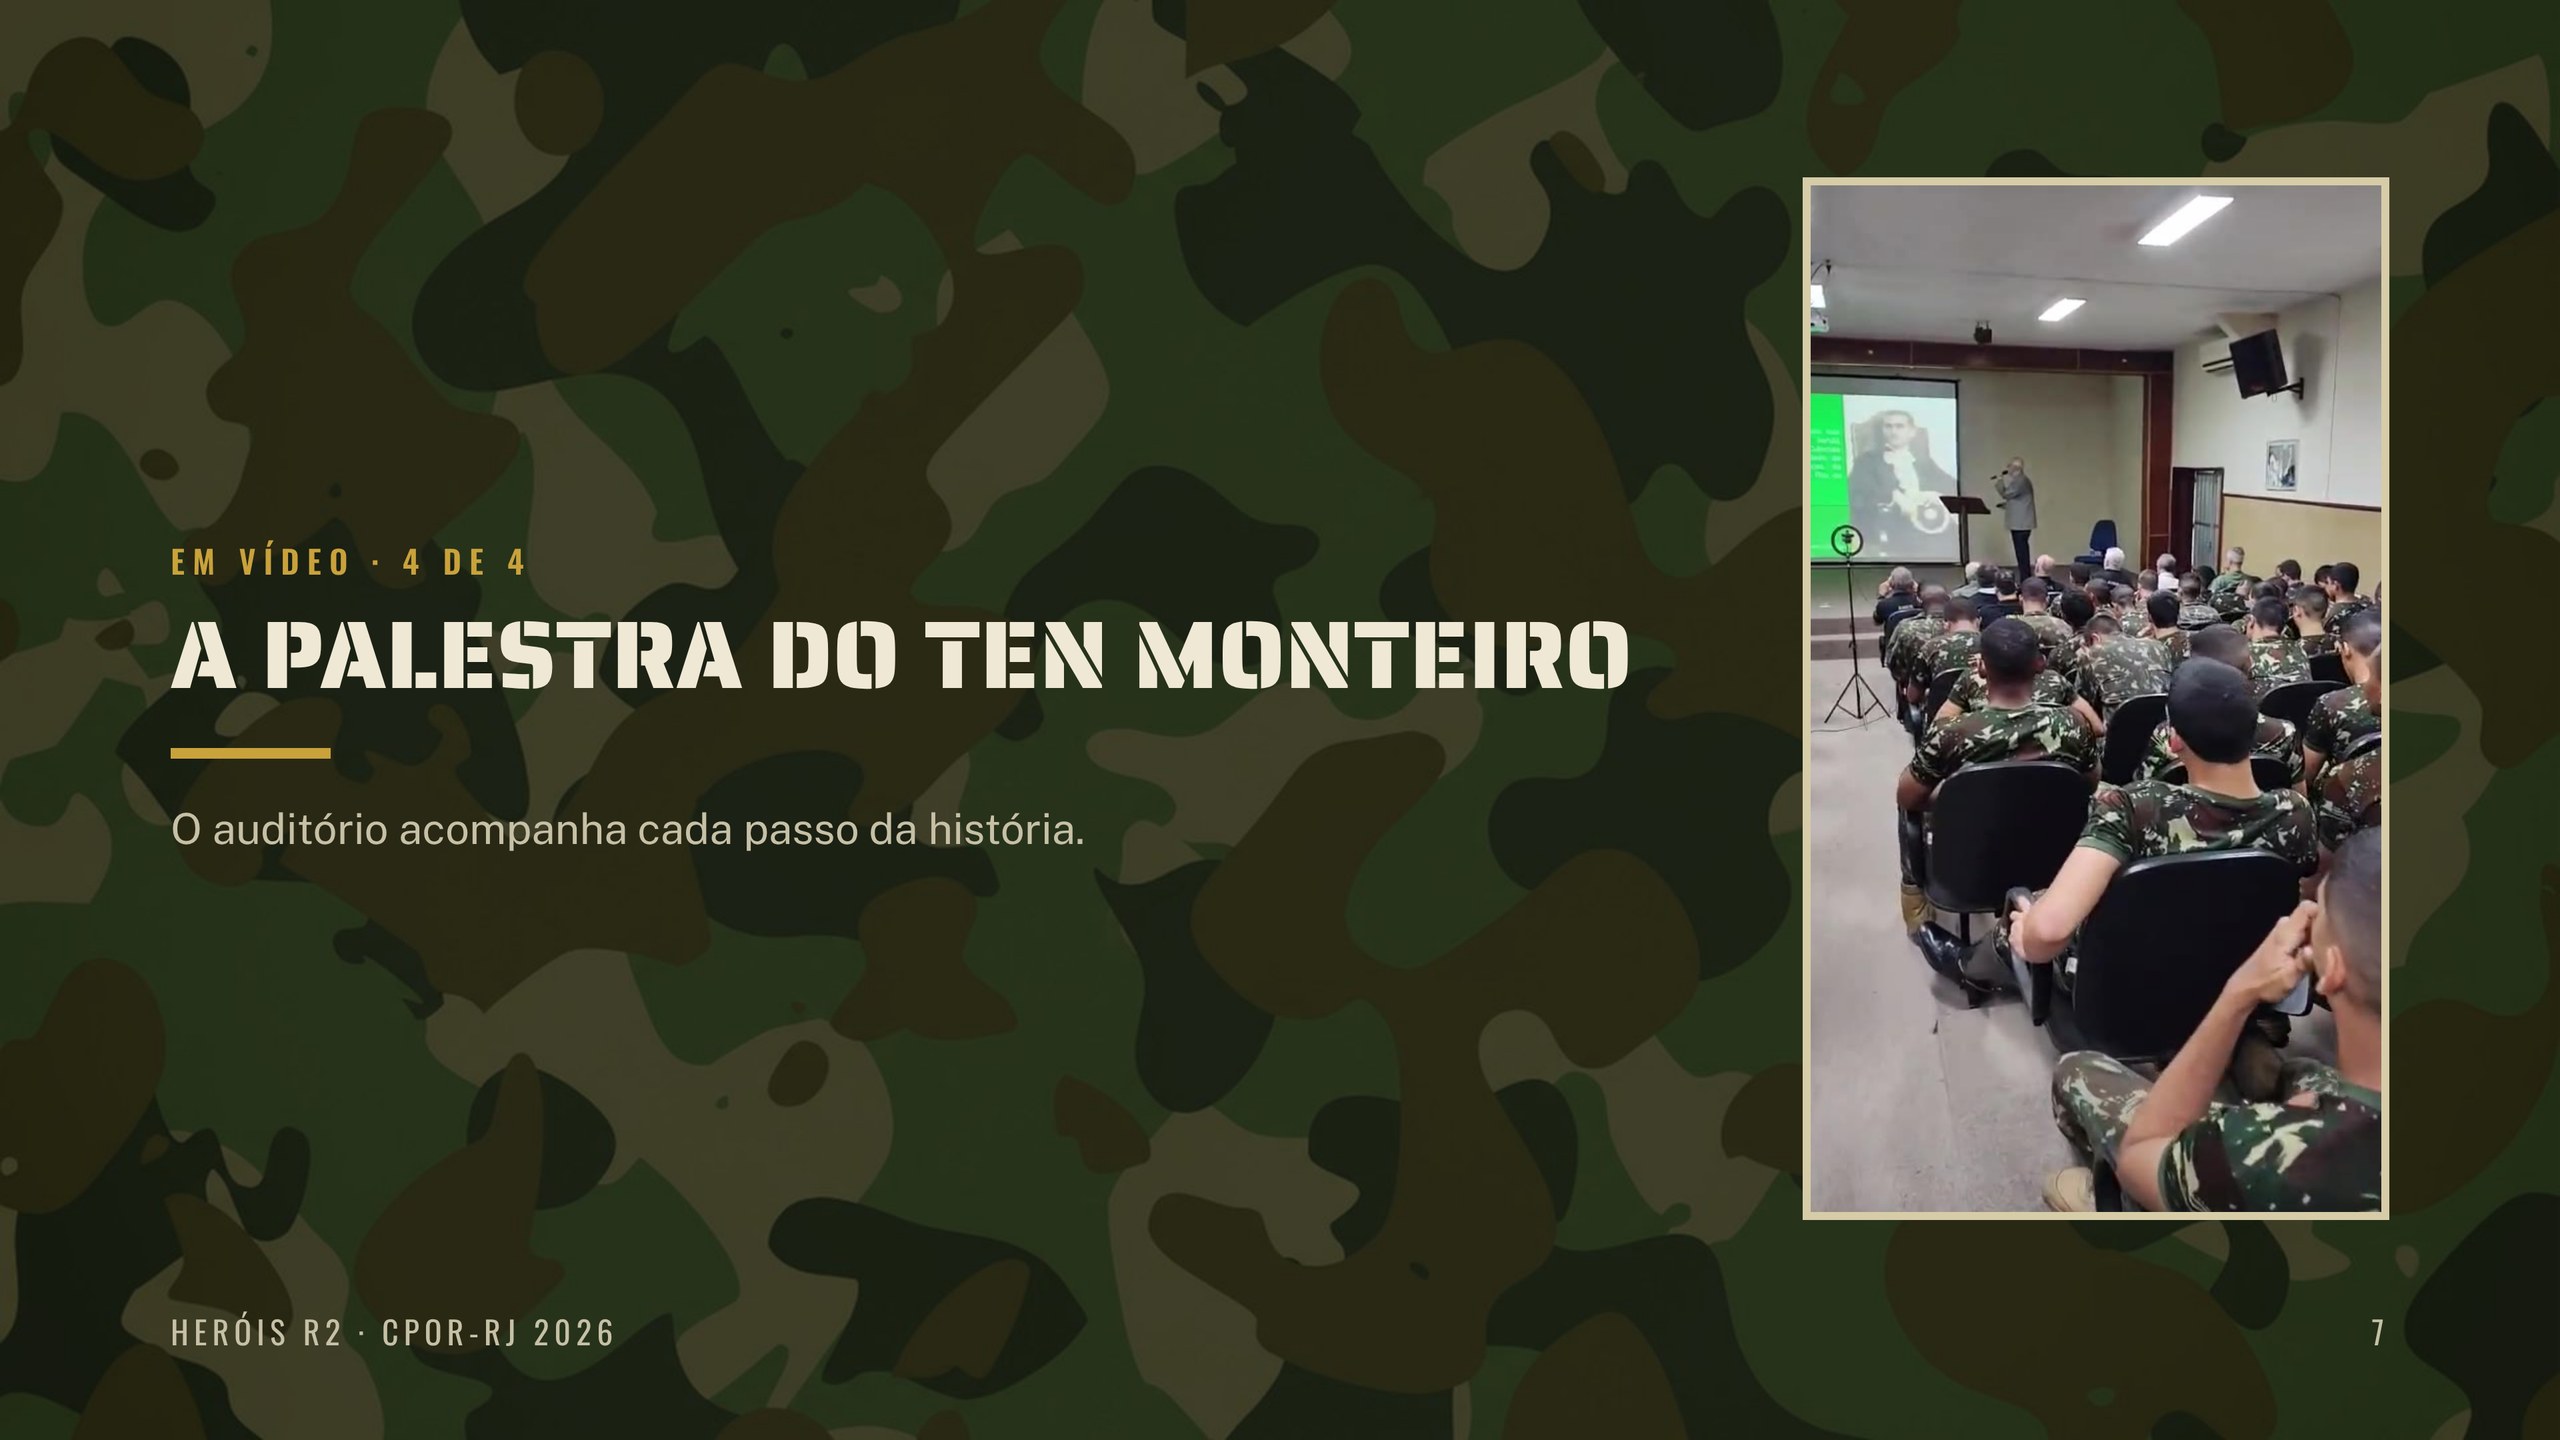 EM VÍDEO · 4 DE 4
A PALESTRA DO TEN MONTEIRO
O auditório acompanha cada passo da história.
HERÓIS R2 · CPOR-RJ 2026
7